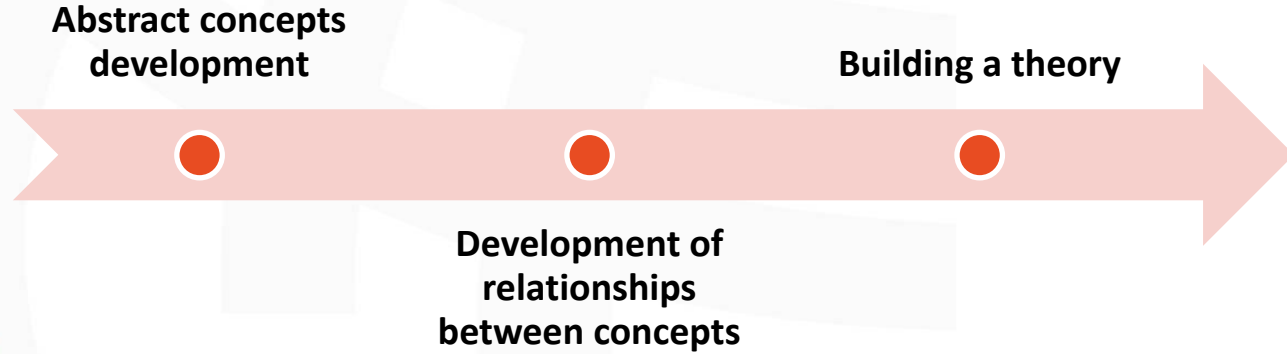 Abstract concepts
development
Building a theory
Development of
relationships
between concepts